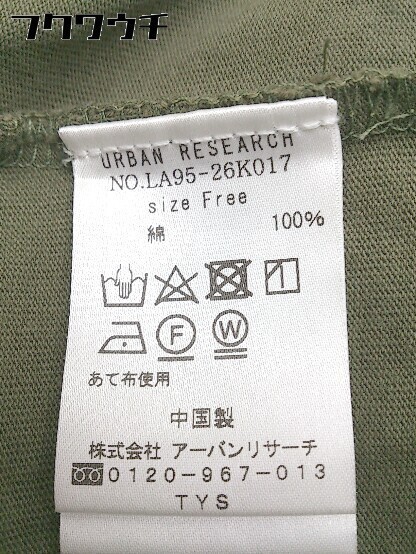 フクウウチ
URBAN RESEARCH
NO.LA95-26K017
size Free
綿 100%
F W
あて布使用
中国製
株式会社 アーバンリサーチ
0120-967-013
TYS